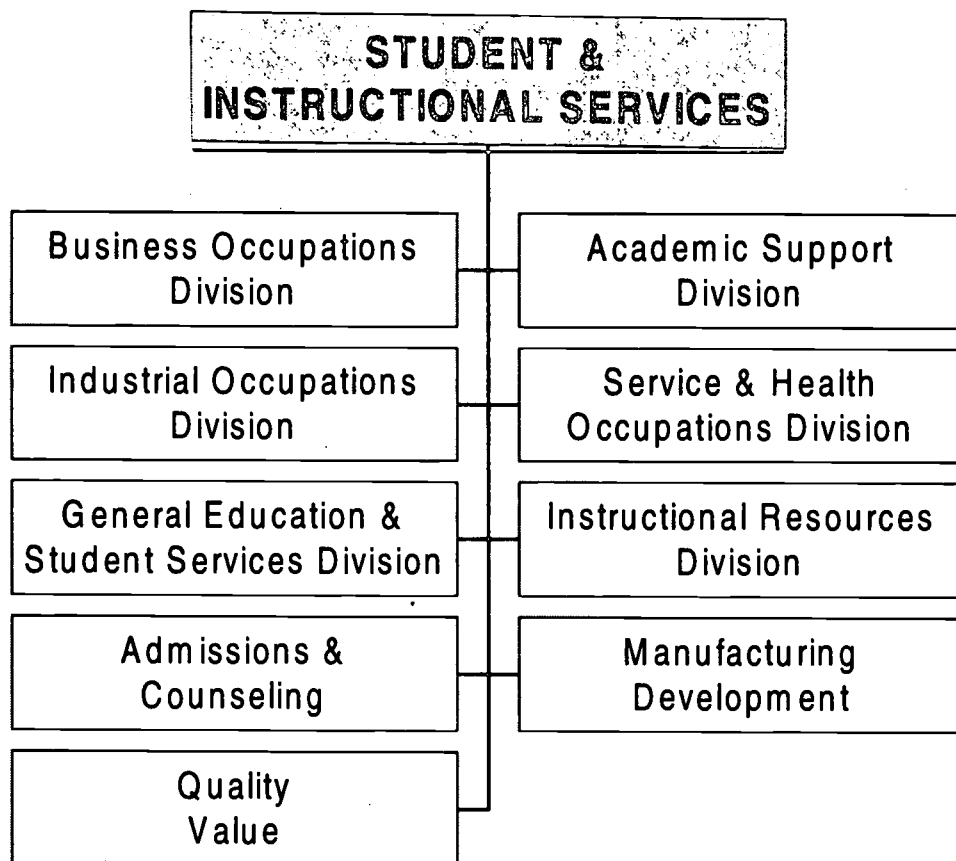 STUDENT &
INSTRUCTIONAL SERVICES
Business Occupations
Division
Academic Support
Division
Industrial Occupations
Division
Service & Health
Occupations Division
General Education &
Student Services Division
Instructional Resources
Division
Admissions &
Counseling
Manufacturing
Development
Quality
Value